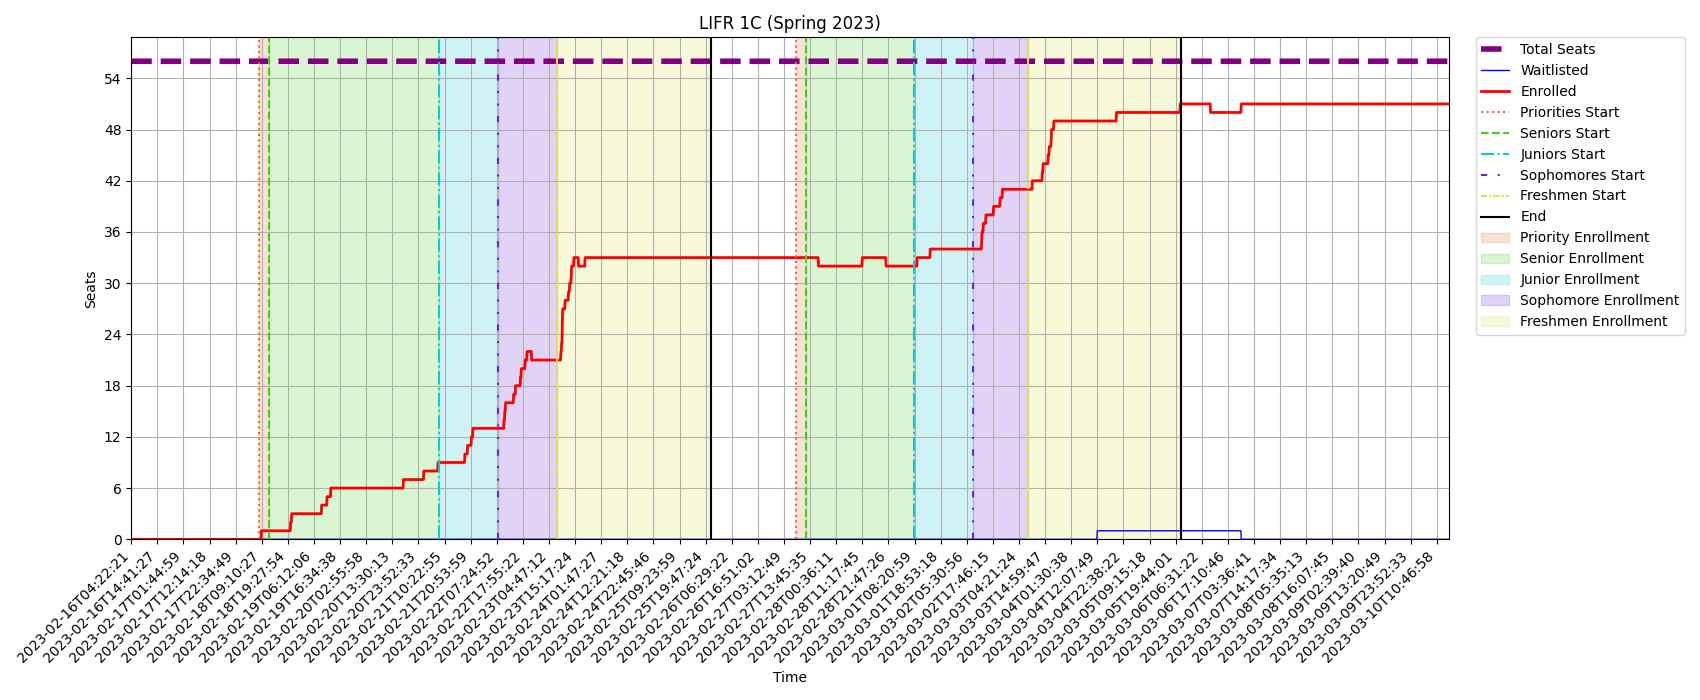 LIFR 1C (Spring 2023)
Seats
54
48
42
36
30
24
18
12
6
0
2023-02-16T04:22:21
2023-02-16T14:41:27
2023-02-17T01:44:59
2023-02-17T12:14:18
2023-02-17T22:34:49
2023-02-18T09:10:27
2023-02-18T19:27:54
2023-02-19T06:12:06
2023-02-19T16:34:38
2023-02-20T02:55:58
2023-02-20T13:30:13
2023-02-20T23:52:33
2023-02-21T10:22:55
2023-02-21T20:53:59
2023-02-22T07:24:52
2023-02-22T17:55:22
2023-02-23T04:47:12
2023-02-23T15:17:24
2023-02-24T01:47:27
2023-02-24T12:21:18
2023-02-24T22:45:46
2023-02-25T09:23:59
2023-02-25T19:47:24
2023-02-26T06:29:22
2023-02-26T16:51:02
2023-02-27T03:12:49
2023-02-27T13:45:35
2023-02-28T00:36:11
2023-02-28T11:17:45
2023-02-28T21:47:26
2023-03-01T08:20:59
2023-03-01T18:53:18
2023-03-02T05:30:56
2023-03-02T17:46:15
2023-03-03T04:21:24
2023-03-03T14:59:47
2023-03-04T01:30:38
2023-03-04T12:07:49
2023-03-04T22:38:22
2023-03-05T09:15:18
2023-03-05T19:44:01
2023-03-06T06:31:22
2023-03-06T17:10:46
2023-03-07T03:36:41
2023-03-07T14:17:34
2023-03-08T05:35:13
2023-03-08T16:07:45
2023-03-09T02:39:40
2023-03-09T13:20:49
2023-03-09T23:52:33
2023-03-10T10:46:58
Time
Total Seats
Waitlisted
Enrolled
Priorities Start
Seniors Start
Juniors Start
Sophomores Start
Freshmen Start
End
Priority Enrollment
Senior Enrollment
Junior Enrollment
Sophomore Enrollment
Freshmen Enrollment